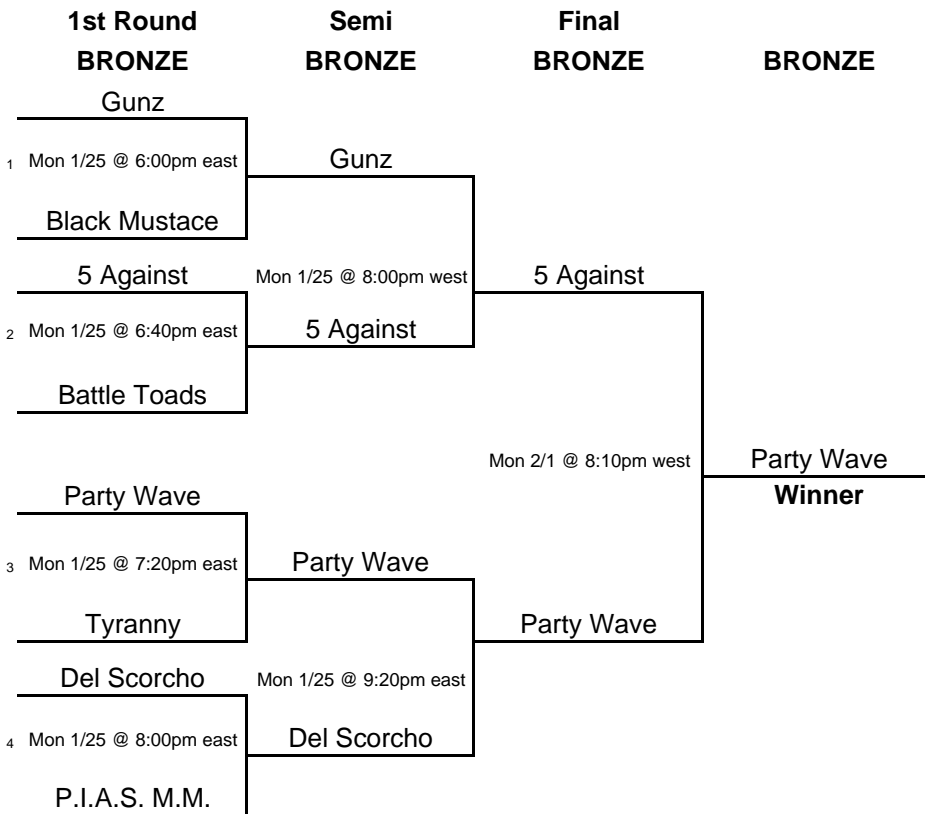 1st Round Semi Final
BRONZE BRONZE BRONZE BRONZE
Gunz
1 Mon 1/25 @ 6:00pm east Gunz
Black Mustace
5 Against Mon 1/25 @ 8:00pm west 5 Against
2 Mon 1/25 @ 6:40pm east 5 Against
Battle Toads
Mon 2/1 @ 8:10pm west Party Wave
Party Wave Winner
3 Mon 1/25 @ 7:20pm east Party Wave
Tyranny Party Wave
Del Scorcho Mon 1/25 @ 9:20pm east
4 Mon 1/25 @ 8:00pm east Del Scorcho
P.I.A.S. M.M.